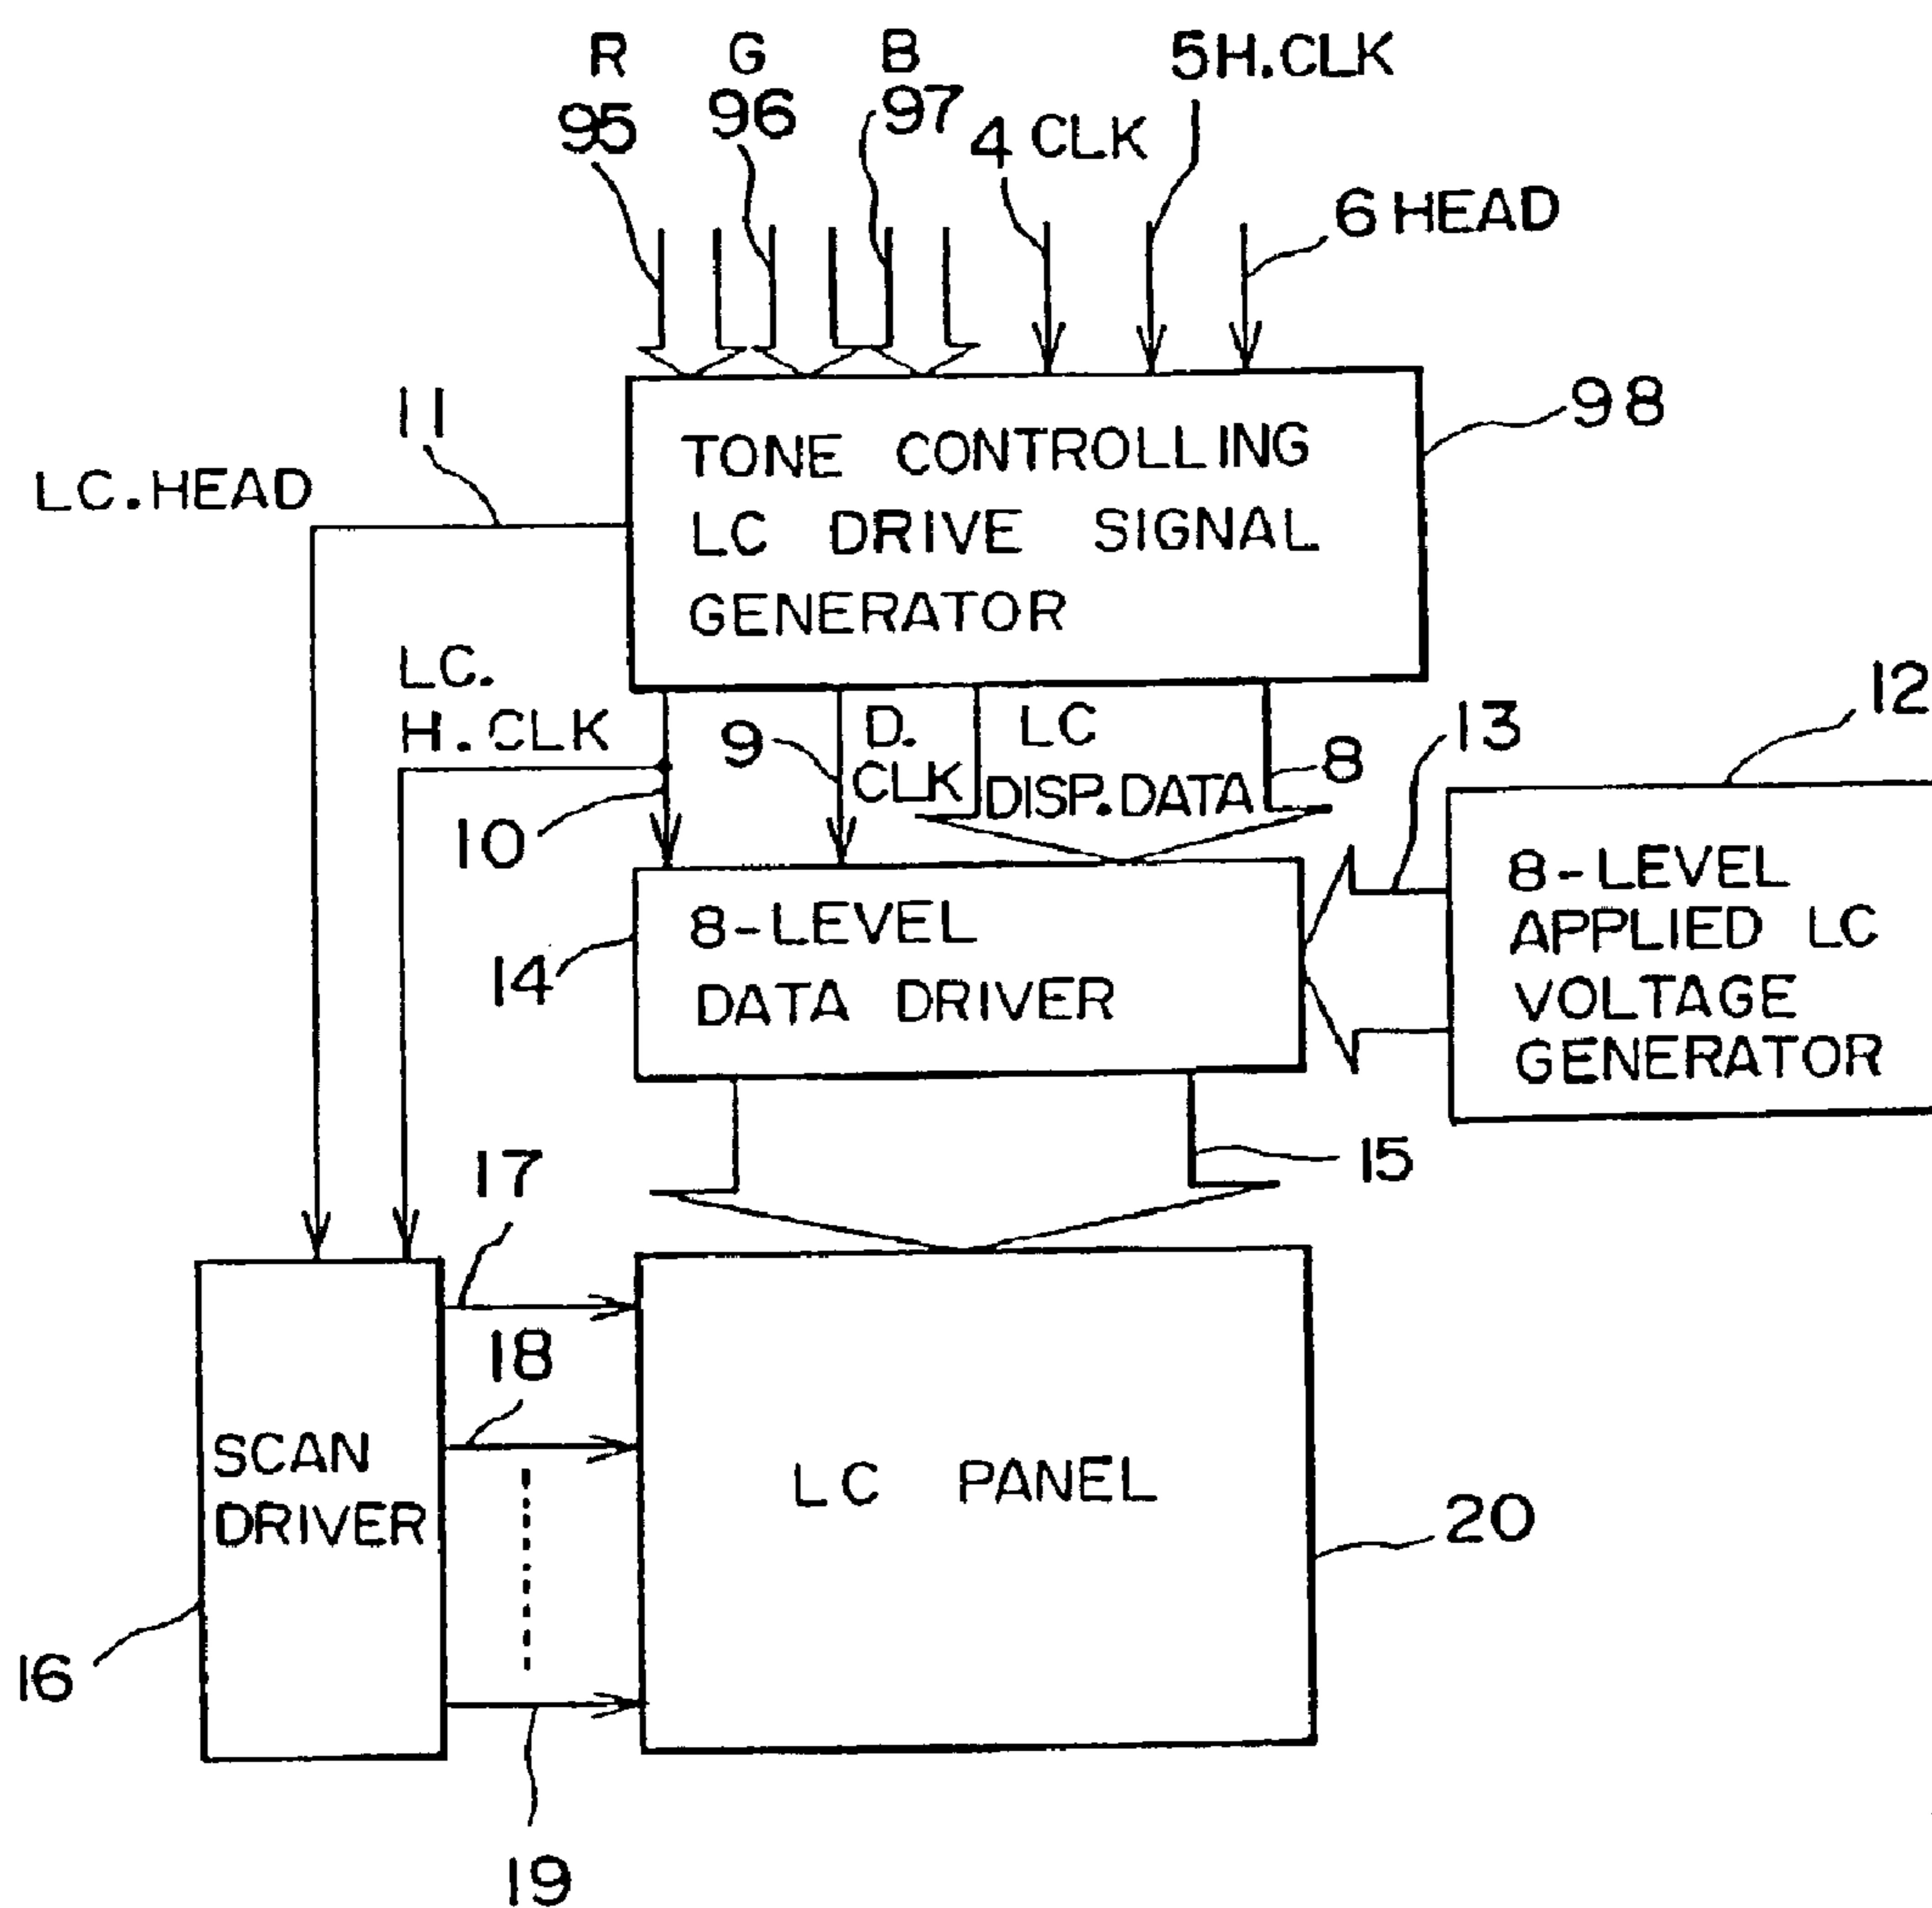 R G B 5H.CLK
95 96 97 4 CLK
6 HEAD
11
98
LC.HEAD
TONE CONTROLLING
LC DRIVE SIGNAL
GENERATOR
LC.
H.CLK
9
D.
CLK
LC
DISP.DATA
8
13
12
10
14
8-LEVEL
DATA DRIVER
8-LEVEL
APPLIED LC
VOLTAGE
GENERATOR
15
17
18
SCAN
DRIVER
LC PANEL
20
16
19